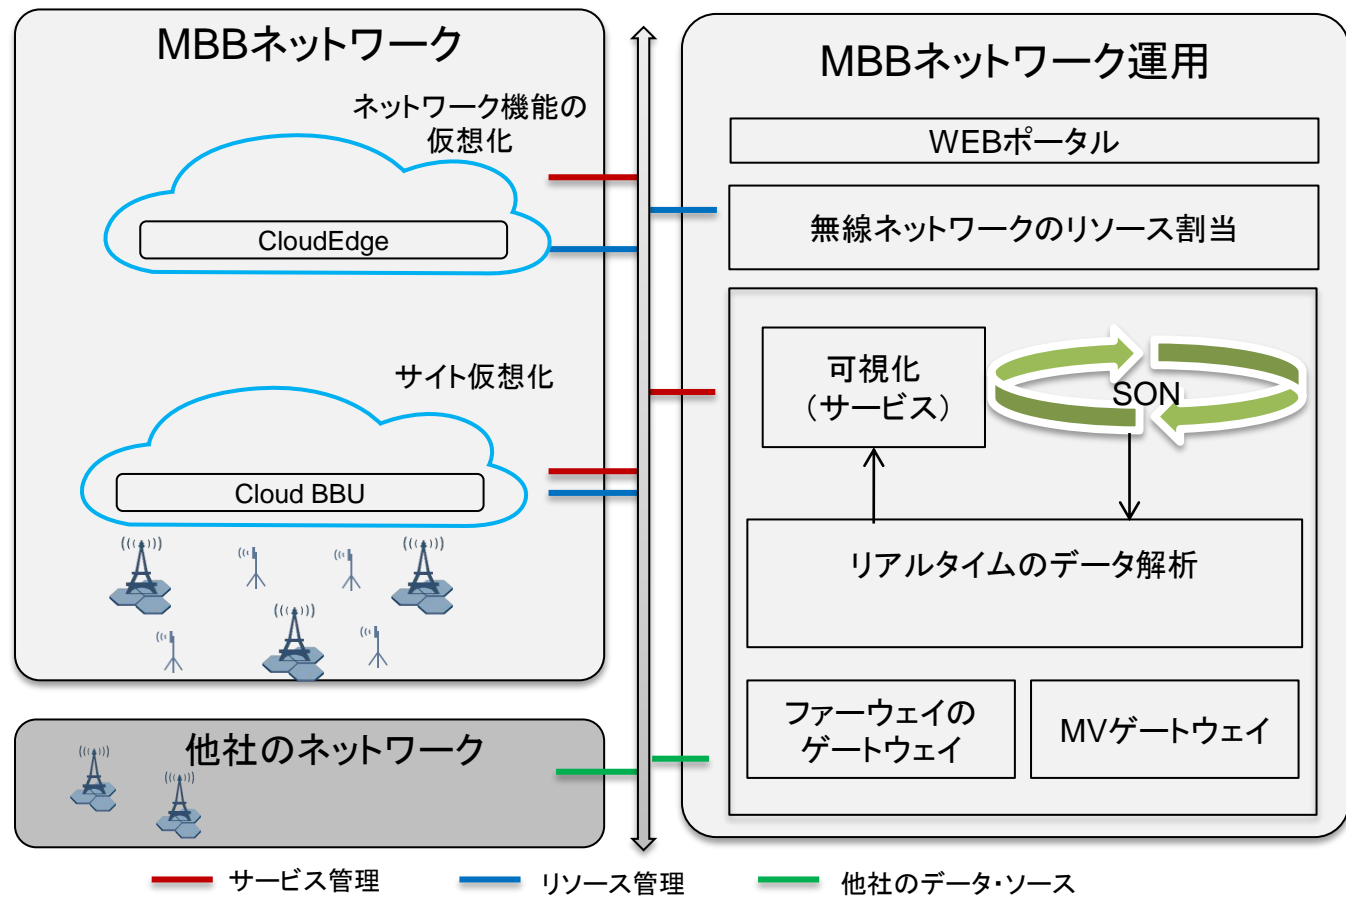 MBBネットワーク
ネットワーク機能の
仮想化
CloudEdge
サイト仮想化
Cloud BBU
他社のネットワーク
MBBネットワーク運用
WEBポータル
無線ネットワークのリソース割当
可視化
（サービス）
SON
リアルタイムのデータ解析
ファーウェイの
ゲートウェイ
MVゲートウェイ
サービス管理
リソース管理
他社のデータ・ソース